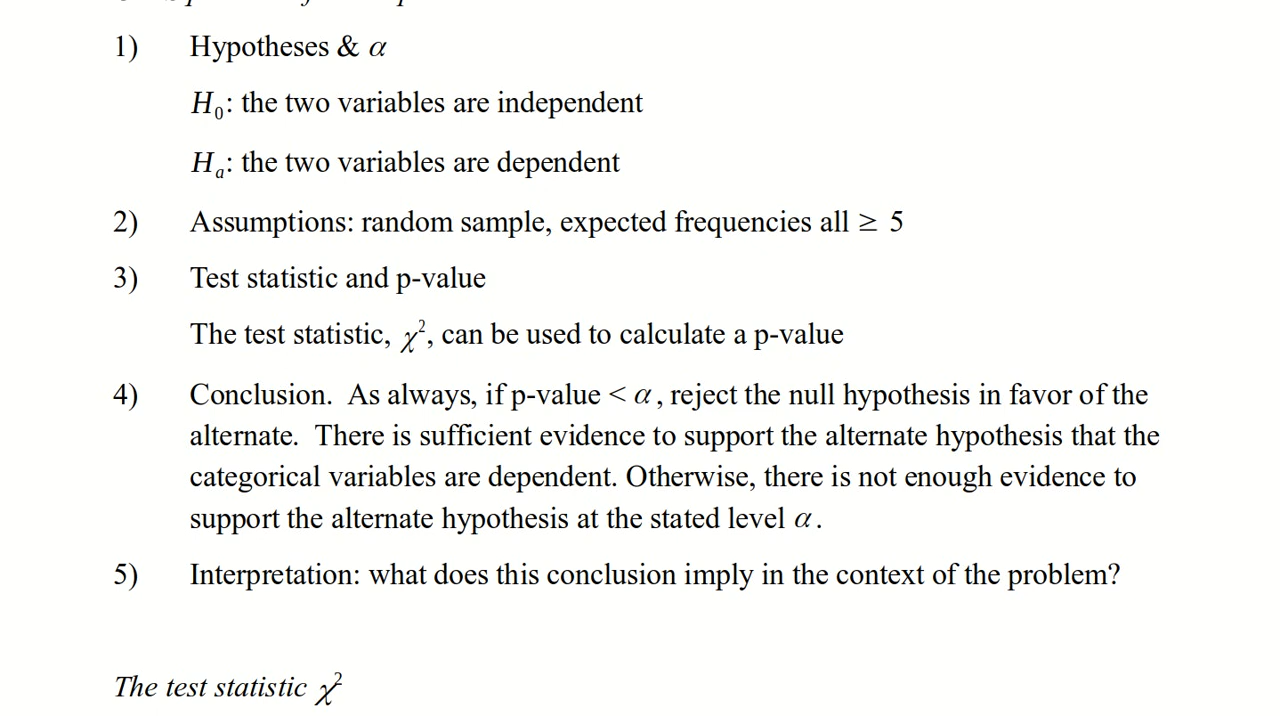 1) Hypotheses & α
H₀: the two variables are independent
Hₐ: the two variables are dependent
2) Assumptions: random sample, expected frequencies all ≥ 5
3) Test statistic and p-value
The test statistic, χ², can be used to calculate a p-value
4) Conclusion. As always, if p-value < α, reject the null hypothesis in favor of the
alternate. There is sufficient evidence to support the alternate hypothesis that the
categorical variables are dependent. Otherwise, there is not enough evidence to
support the alternate hypothesis at the stated level α.
5) Interpretation: what does this conclusion imply in the context of the problem?
The test statistic χ²